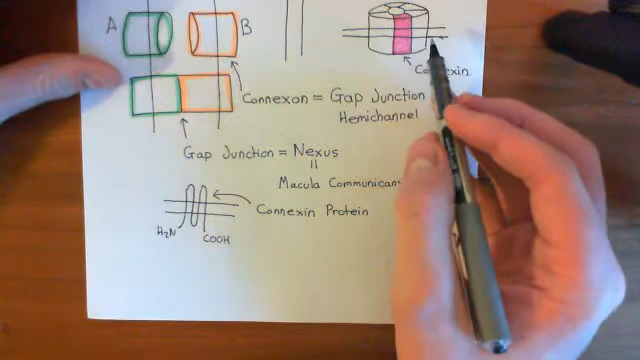 A
B
Connexin
Connexon = Gap Junction
Hemichannel
Gap Junction = Nexus
=
Macula Communican
Connexin Protein
H₂N
COOH